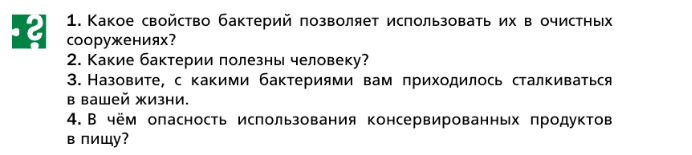 1. Какое свойство бактерий позволяет использовать их в очистных
сооружениях?
2. Какие бактерии полезны человеку?
3. Назовите, с какими бактериями вам приходилось сталкиваться
в вашей жизни.
4. В чём опасность использования консервированных продуктов
в пищу?